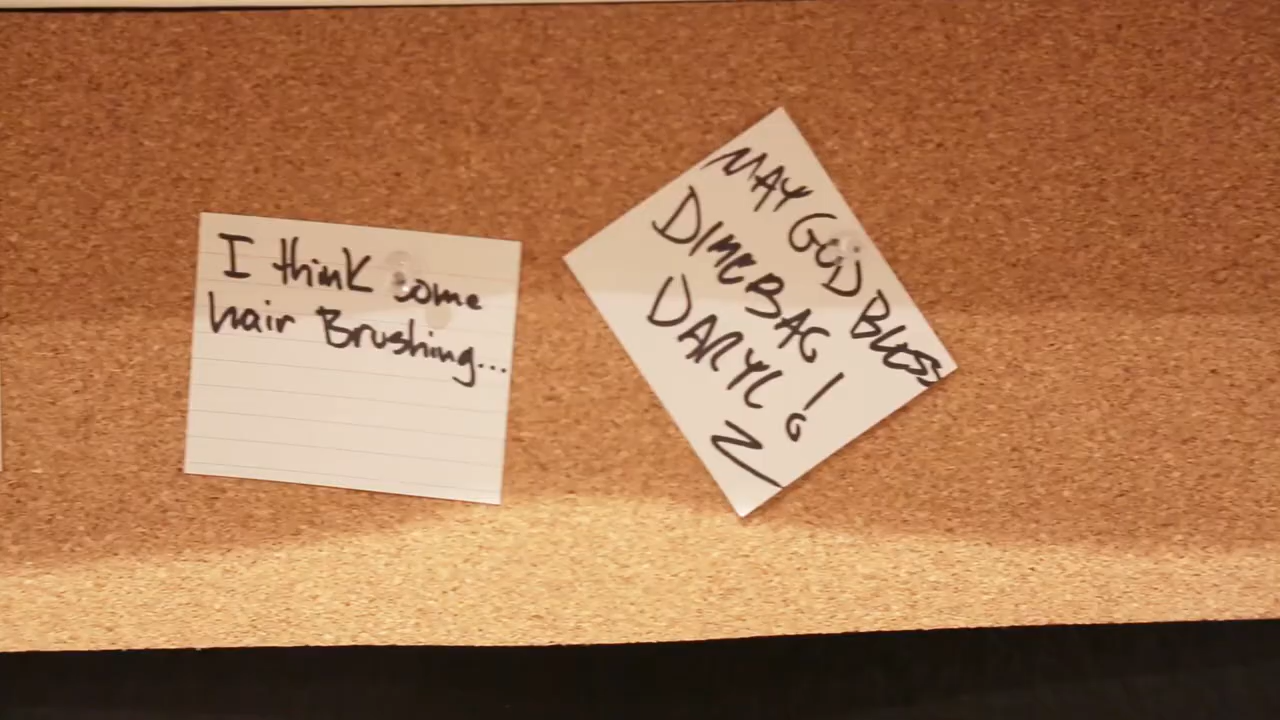 I think some
hair Brushing...
MAY GOD BLESS
DIMEBAG
DARYL!
Z